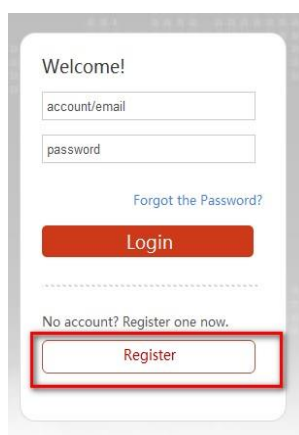 Welcome!
account/email
password
Forgot the Password?
Login
No account? Register one now.
Register